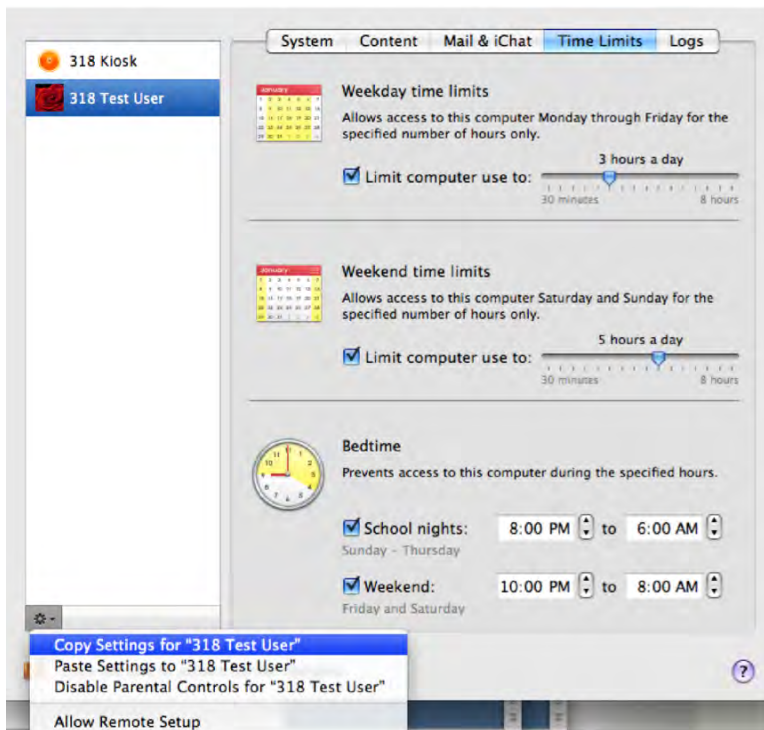 System Content Mail & iChat Time Limits Logs
318 Kiosk
318 Test User
Weekday time limits
Allows access to this computer Monday through Friday for the
specified number of hours only.
3 hours a day
Limit computer use to:
30 minutes 8 hours
Weekend time limits
Allows access to this computer Saturday and Sunday for the
specified number of hours only.
5 hours a day
Limit computer use to:
30 minutes 8 hours
Bedtime
Prevents access to this computer during the specified hours.
School nights: 8:00 PM to 6:00 AM
Sunday - Thursday
Weekend: 10:00 PM to 8:00 AM
Friday and Saturday
Copy Settings for “318 Test User”
Paste Settings to “318 Test User”
Disable Parental Controls for “318 Test User”
?
Allow Remote Setup